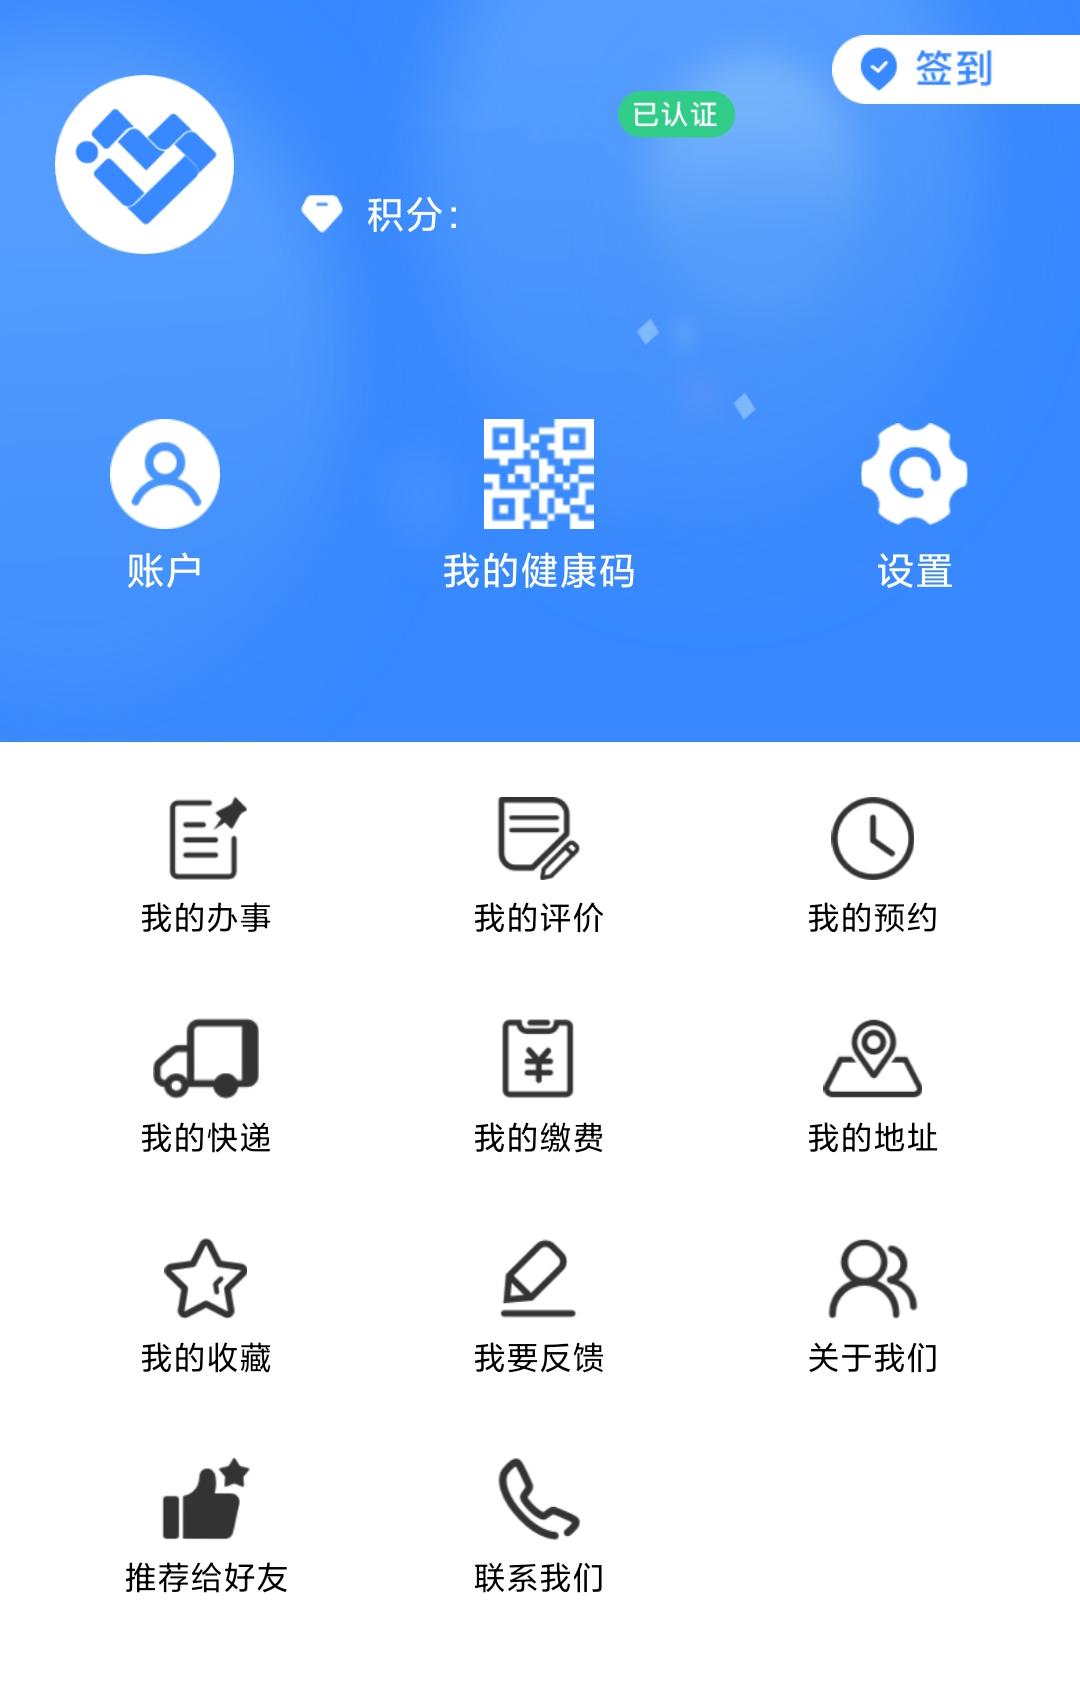 签到
已认证
积分:
账户
我的健康码
设置
我的办事
我的评价
我的预约
我的快递
我的缴费
我的地址
我的收藏
我要反馈
关于我们
推荐给好友
联系我们